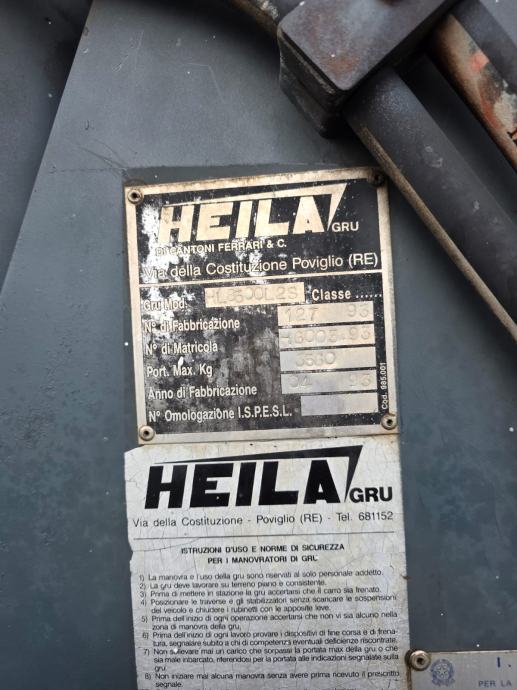 HEILA GRU
DI CANTONI FERRARI & C.
Via della Costituzione Poviglio (RE)
Gru Mod. Classe ......
N° di Fabbricazione 127 93
N° di Matricola 93
Port. Max. Kg
Anno di Fabbricazione 04 93
N° Omologazione I.S.P.E.S.L.
Cod. 985.001
HEILA GRU
Via della Costituzione - Poviglio (RE) - Tel. 681152
ISTRUZIONI D'USO E NORME DI SICUREZZA
PER I MANOVRATORI DI GRU
1) La manovra e l'uso della gru sono riservati al solo personale addetto.
2) La gru deve lavorare su terreno piano e consistente.
3) Prima di mettere in stazione la gru accertarsi che il carro sia frenato.
4) Posizionare le traverse e gli stabilizzatori senza scaricare le sospensioni
del veicolo e chiudere i rubinetti con le apposite leve.
5) Prima dell'inizio di ogni operazione accertarsi che non vi sia alcuno nella
zona di manovra della gru.
6) Prima dell'inizio di ogni lavoro provare i dispositivi di fine corsa e di frena-
tura, segnalare subito a chi di competenza eventuali deficienze riscontrate.
7) Non sollevare mai un carico che sorpassi la portata max della gru o che
sia male imbarcato, riferendosi per la portata alle indicazioni segnalate sulla
gru.
8) Non iniziare mai alcuna manovra senza avere prima ricevuto il prescritto
segnale.
I.
PER LA